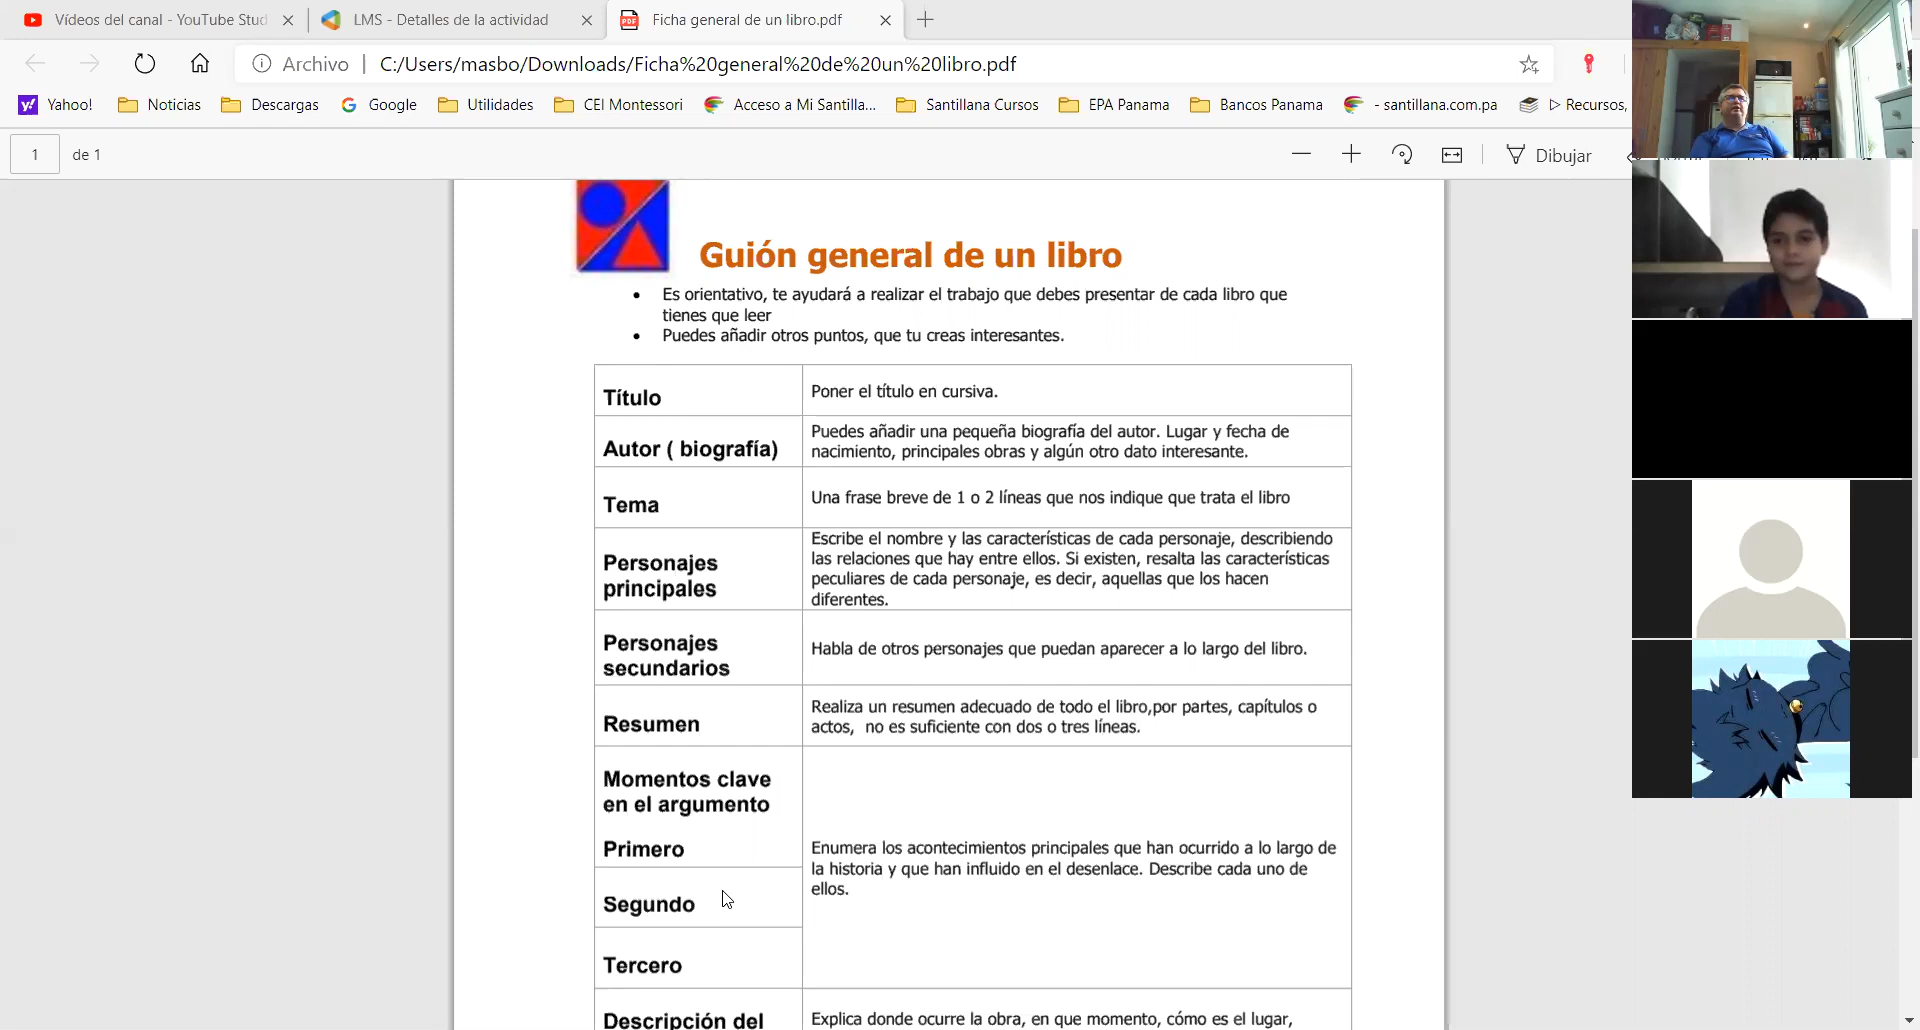 Vídeos del canal - YouTube Stud
LMS - Detalles de la actividad
Ficha general de un libro.pdf
Archivo
C:/Users/masbo/Downloads/Ficha%20general%20de%20un%20libro.pdf
Yahoo!
Noticias
Descargas
Google
Utilidades
CEI Montessori
Acceso a Mi Santilla...
Santillana Cursos
EPA Panama
Bancos Panama
- santillana.com.pa
Recursos,
1 de 1
Dibujar
Guión general de un libro
• Es orientativo, te ayudará a realizar el trabajo que debes presentar de cada libro que
tienes que leer
• Puedes añadir otros puntos, que tu creas interesantes.
Título
Poner el título en cursiva.
Autor ( biografía)
Puedes añadir una pequeña biografía del autor. Lugar y fecha de
nacimiento, principales obras y algún otro dato interesante.
Tema
Una frase breve de 1 o 2 líneas que nos indique que trata el libro
Personajes
principales
Escribe el nombre y las características de cada personaje, describiendo
las relaciones que hay entre ellos. Si existen, resalta las características
peculiares de cada personaje, es decir, aquellas que los hacen
diferentes.
Personajes
secundarios
Habla de otros personajes que puedan aparecer a lo largo del libro.
Resumen
Realiza un resumen adecuado de todo el libro,por partes, capítulos o
actos,  no es suficiente con dos o tres líneas.
Momentos clave
en el argumento
Primero
Segundo
Tercero
Enumera los acontecimientos principales que han ocurrido a lo largo de
la historia y que han influido en el desenlace. Describe cada uno de
ellos.
Descripción del
Explica donde ocurre la obra, en que momento, cómo es el lugar,